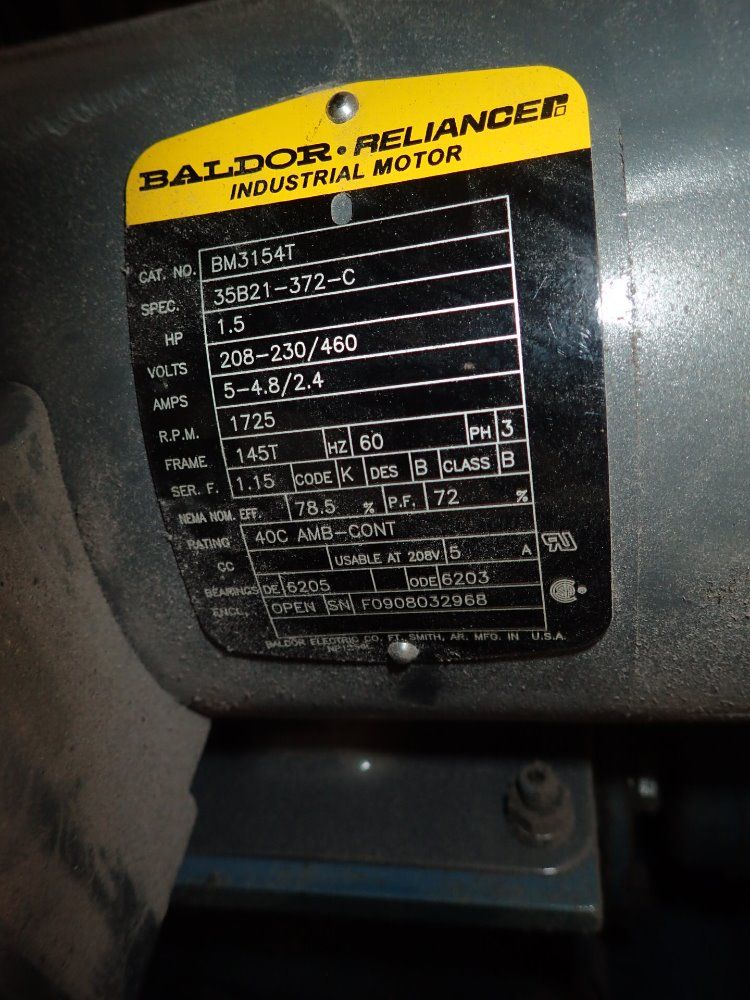 BALDOR • RELIANCER
INDUSTRIAL MOTOR
CAT. NO. BM3154T
SPEC. 35B21-372-C
HP 1.5
VOLTS 208-230/460
AMPS 5-4.8/2.4
R.P.M. 1725
FRAME 145T HZ 60 PH 3
SER. F. 1.15 CODE K DES B CLASS B
NEMA NOM. EFF. 78.5 % P.F. 72 %
RATING 40C AMB-CONT
CC USABLE AT 208V 5 A
BEARINGS DE 6205 ODE 6203
ENCL. OPEN SN F0908032968
BALDOR ELECTRIC CO. FT. SMITH, AR. MFG. IN U.S.A.